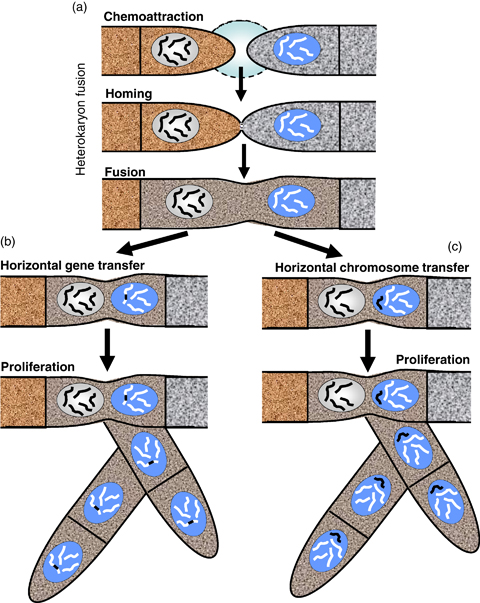 (a)
Chemoattraction
Heterokaryon fusion
Homing
Fusion
(b)
(c)
Horizontal gene transfer
Horizontal chromosome transfer
Proliferation
Proliferation